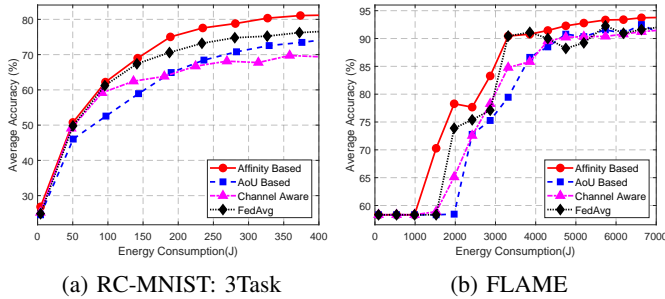 80
70
60
50
40
30
Average Accuracy (%)
0 50 100 150 200 250 300 350 400
Energy Consumption(J)
Affinity Based
AoU Based
Channel Aware
FedAvg
(a) RC-MNIST: 3Task
90
85
80
75
70
65
60
Average Accuracy (%)
0 1000 2000 3000 4000 5000 6000 7000
Energy Consumption(J)
Affinity Based
AoU Based
Channel Aware
FedAvg
(b) FLAME